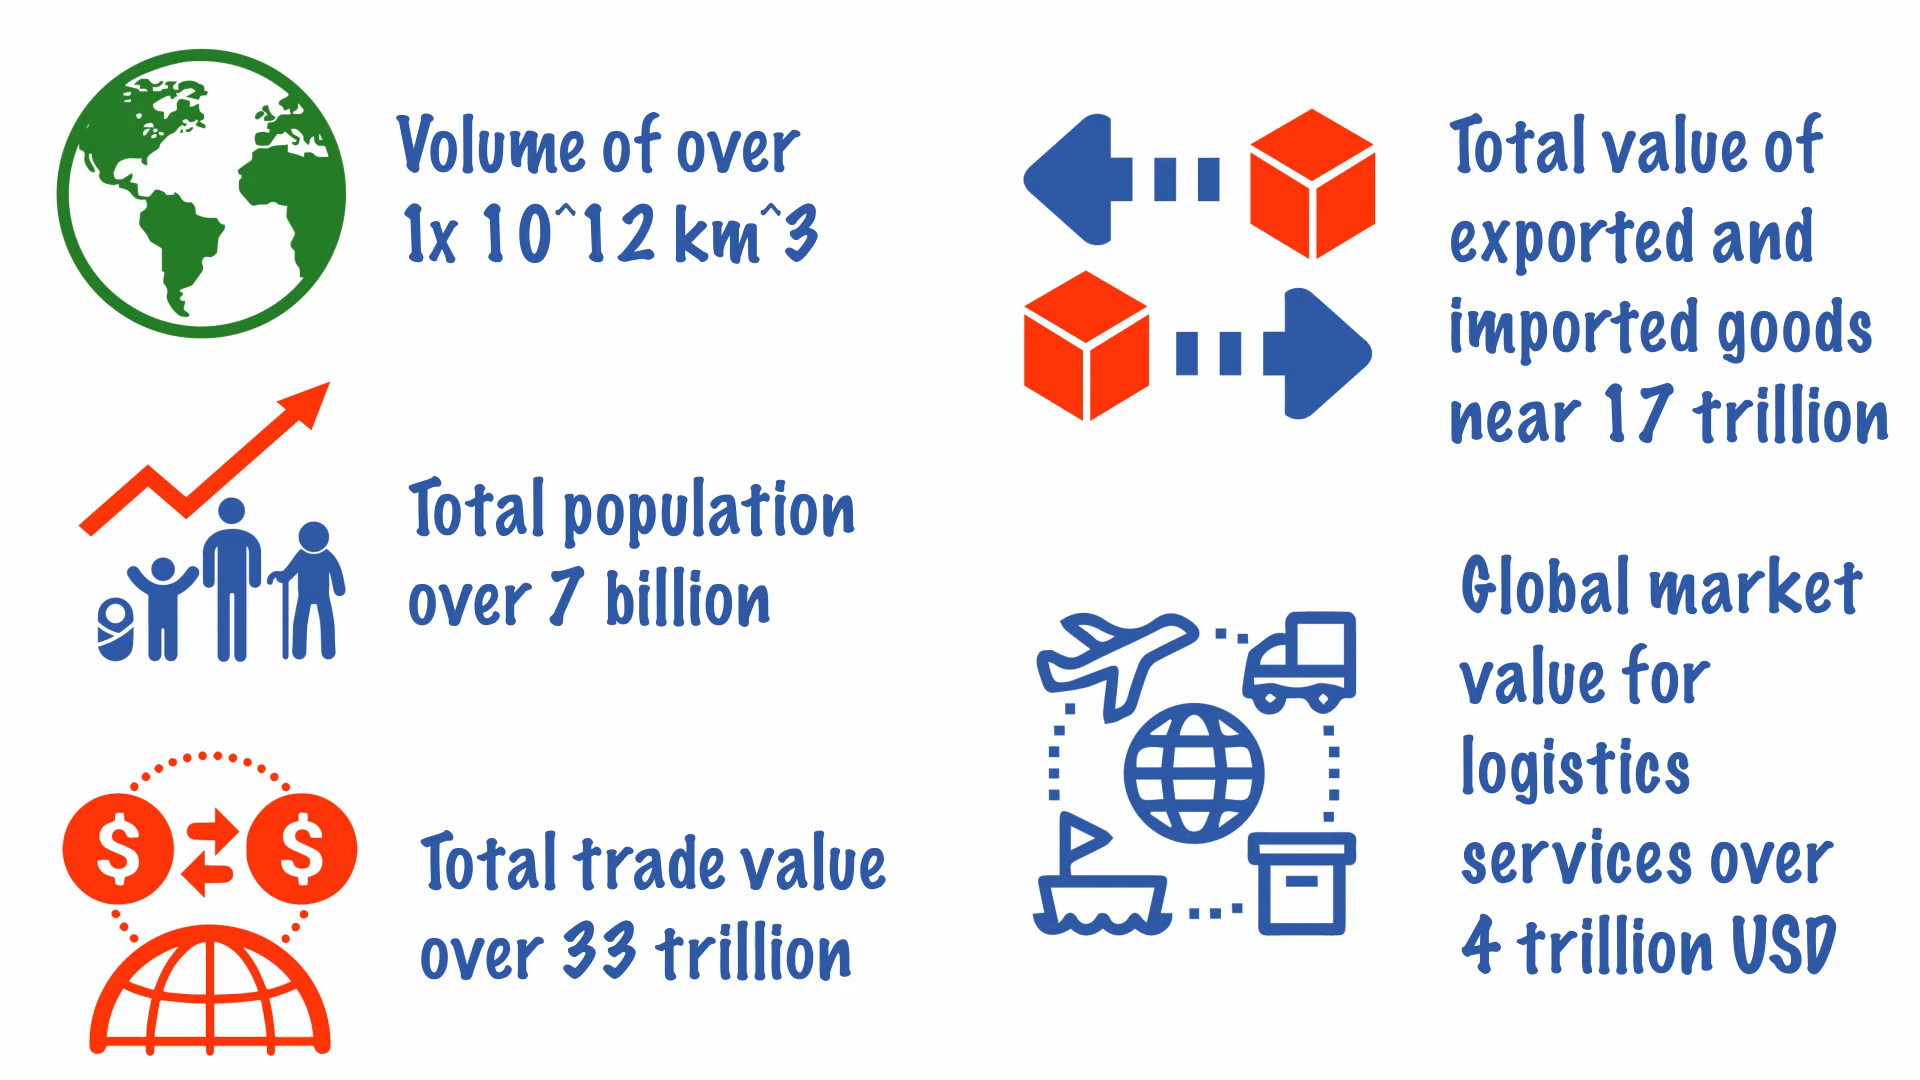 Volume of over
1x 10^12 km^3
Total population
over 7 billion
$ $
Total trade value
over 33 trillion
Total value of
exported and
imported goods
near 17 trillion
Global market
value for
logistics
services over
4 trillion USD